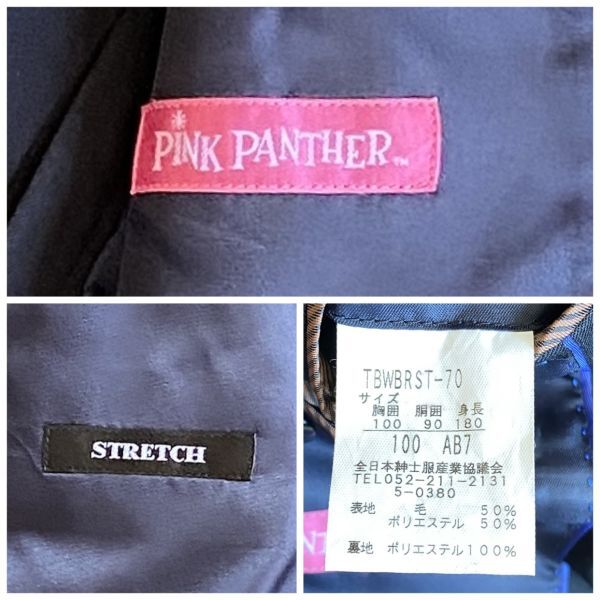 PINK PANTHER™
STRETCH
TBWBRST-70
サイズ
胸囲 胴囲 身長
100 90 180
100 AB7
全日本紳士服産業協議会
TEL052-211-2131
5-0380
表地 毛 50%
ポリエステル 50%
裏地 ポリエステル100%